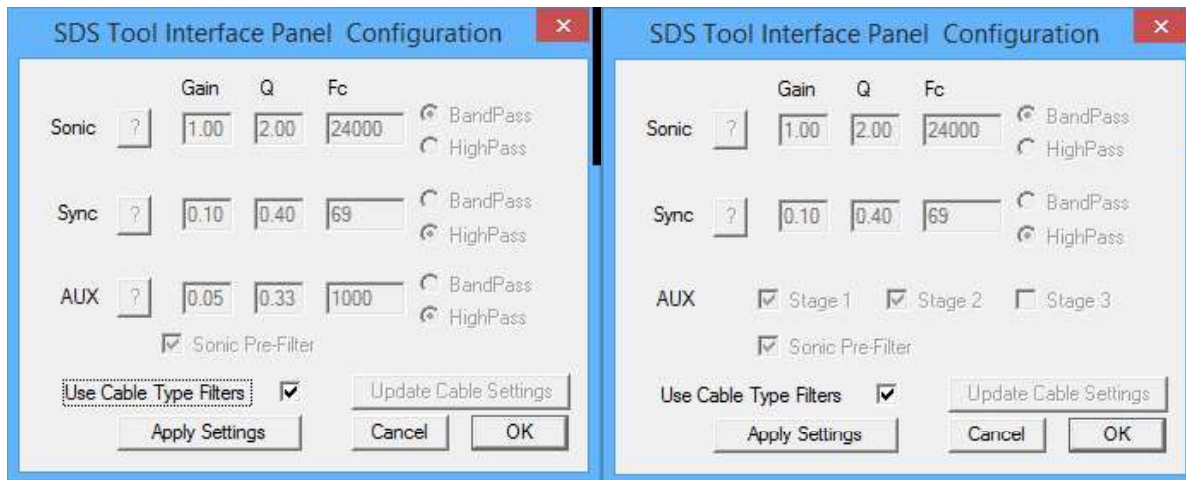 SDS Tool Interface Panel Configuration
Gain Q Fc
Sonic ? 1.00 2.00 24000 BandPass
HighPass
Sync ? 0.10 0.40 69 BandPass
HighPass
AUX ? 0.05 0.33 1000 BandPass
HighPass
Sonic Pre-Filter
Use Cable Type Filters Update Cable Settings
Apply Settings Cancel OK
SDS Tool Interface Panel Configuration
Gain Q Fc
Sonic ? 1.00 2.00 24000 BandPass
HighPass
Sync ? 0.10 0.40 69 BandPass
HighPass
AUX Stage 1 Stage 2 Stage 3
Sonic Pre-Filter
Use Cable Type Filters Update Cable Settings
Apply Settings Cancel OK